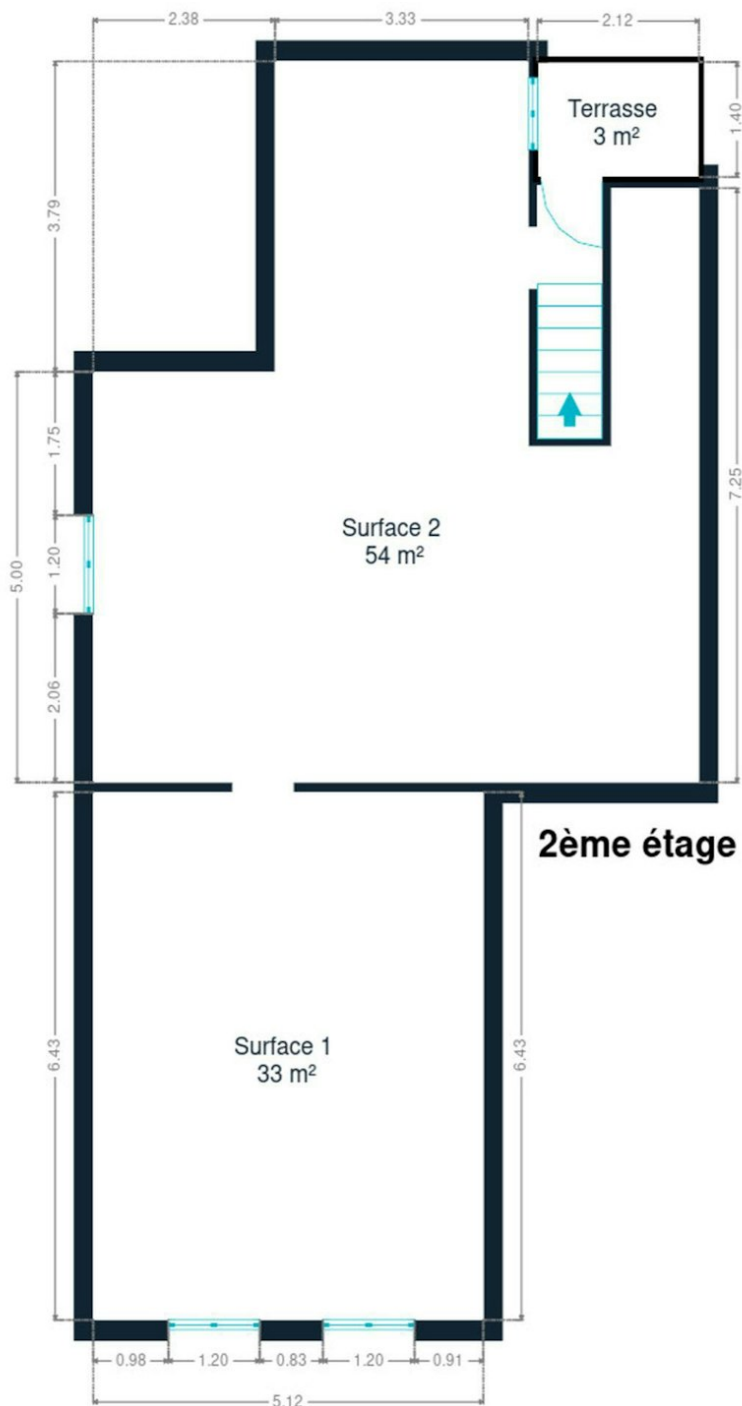 2.38
3.33
2.12
Terrasse
3 m²
1.40
3.79
7.25
1.75
Surface 2
54 m²
5.00
1.20
2.06
2ème étage
Surface 1
33 m²
6.43
6.43
0.98
1.20
0.83
1.20
0.91
5.12